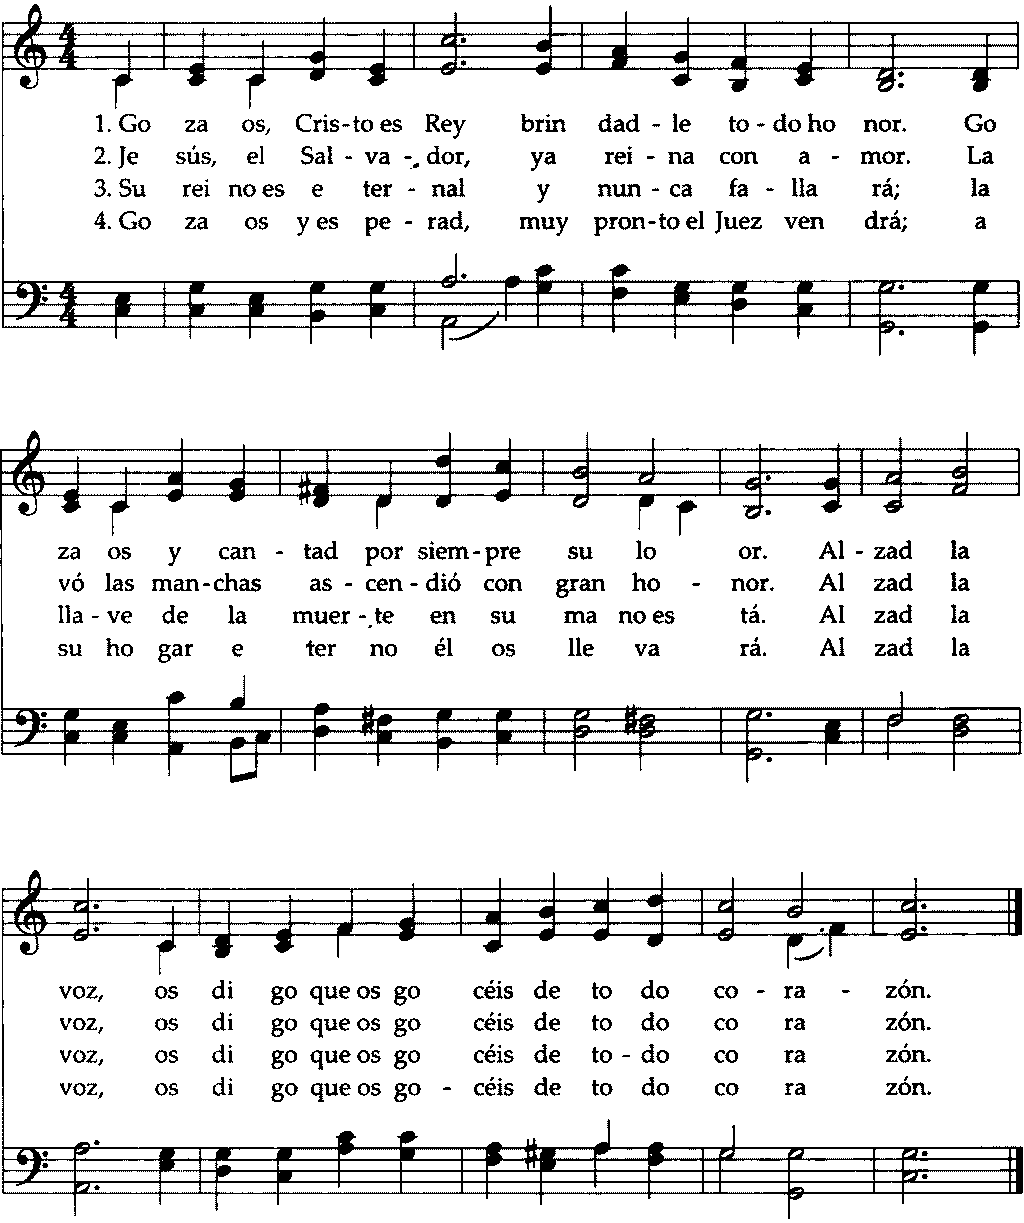 4 4
1. Go za os, Cris-to es Rey brin dad - le to - do ho nor. Go
2. Je sús, el Sal - va - dor, ya rei - na con a - mor. La
3. Su rei no es e ter - nal y nun - ca fa - lla rá; la
4. Go za os y es pe - rad, muy pron-to el Juez ven drá; a
4 4
za os y can - tad por siem-pre su lo or. Al - zad la
vó las man-chas as - cen-dió con gran ho - nor. Al zad la
lla - ve de la muer - te en su ma no es tá. Al zad la
su ho gar e ter no él os lle va rá. Al zad la
voz, os di go que os go céis de to do co - ra - zón.
voz, os di go que os go céis de to do co ra zón.
voz, os di go que os go céis de to - do co ra zón.
voz, os di go que os go - céis de to do co ra zón.